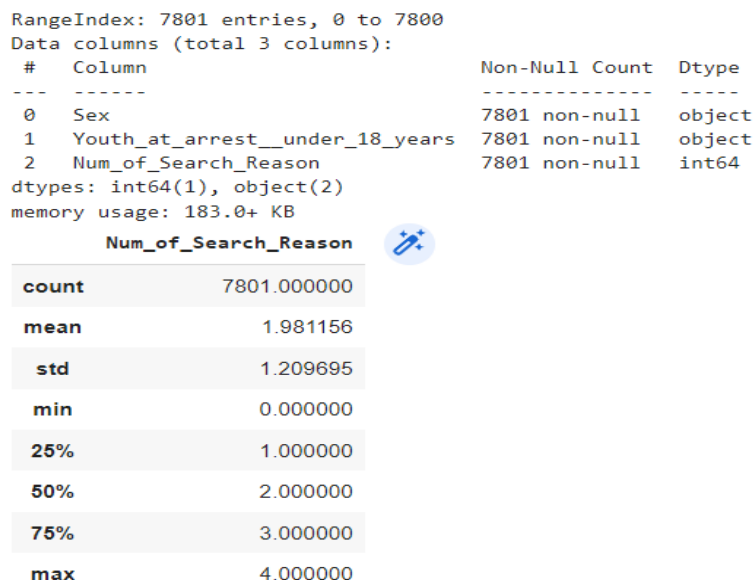 RangeIndex: 7801 entries, 0 to 7800
Data columns (total 3 columns):
 #   Column                          Non-Null Count  Dtype
---  ------                          --------------  -----
 0   Sex                             7801 non-null   object
 1   Youth_at_arrest__under_18_years  7801 non-null   object
 2   Num_of_Search_Reason            7801 non-null   int64
dtypes: int64(1), object(2)
memory usage: 183.0+ KB
Num_of_Search_Reason
count 7801.000000
mean 1.981156
std 1.209695
min 0.000000
25% 1.000000
50% 2.000000
75% 3.000000
max 4.000000